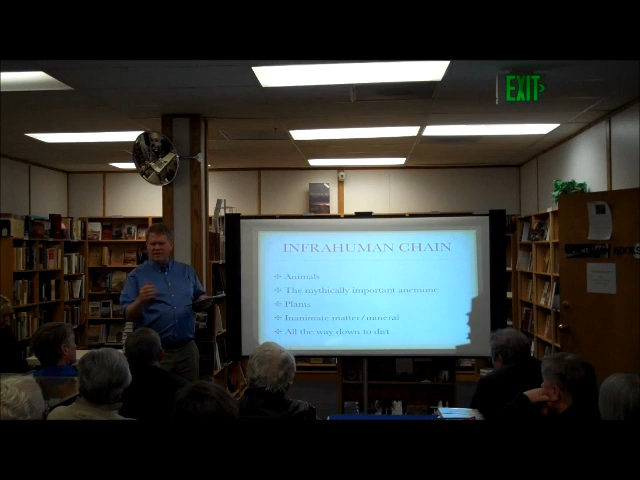 EXIT
INFRAHUMAN CHAIN
Animals
The mythically important anemone
Plants
Inanimate matter/mineral
All the way down to dirt